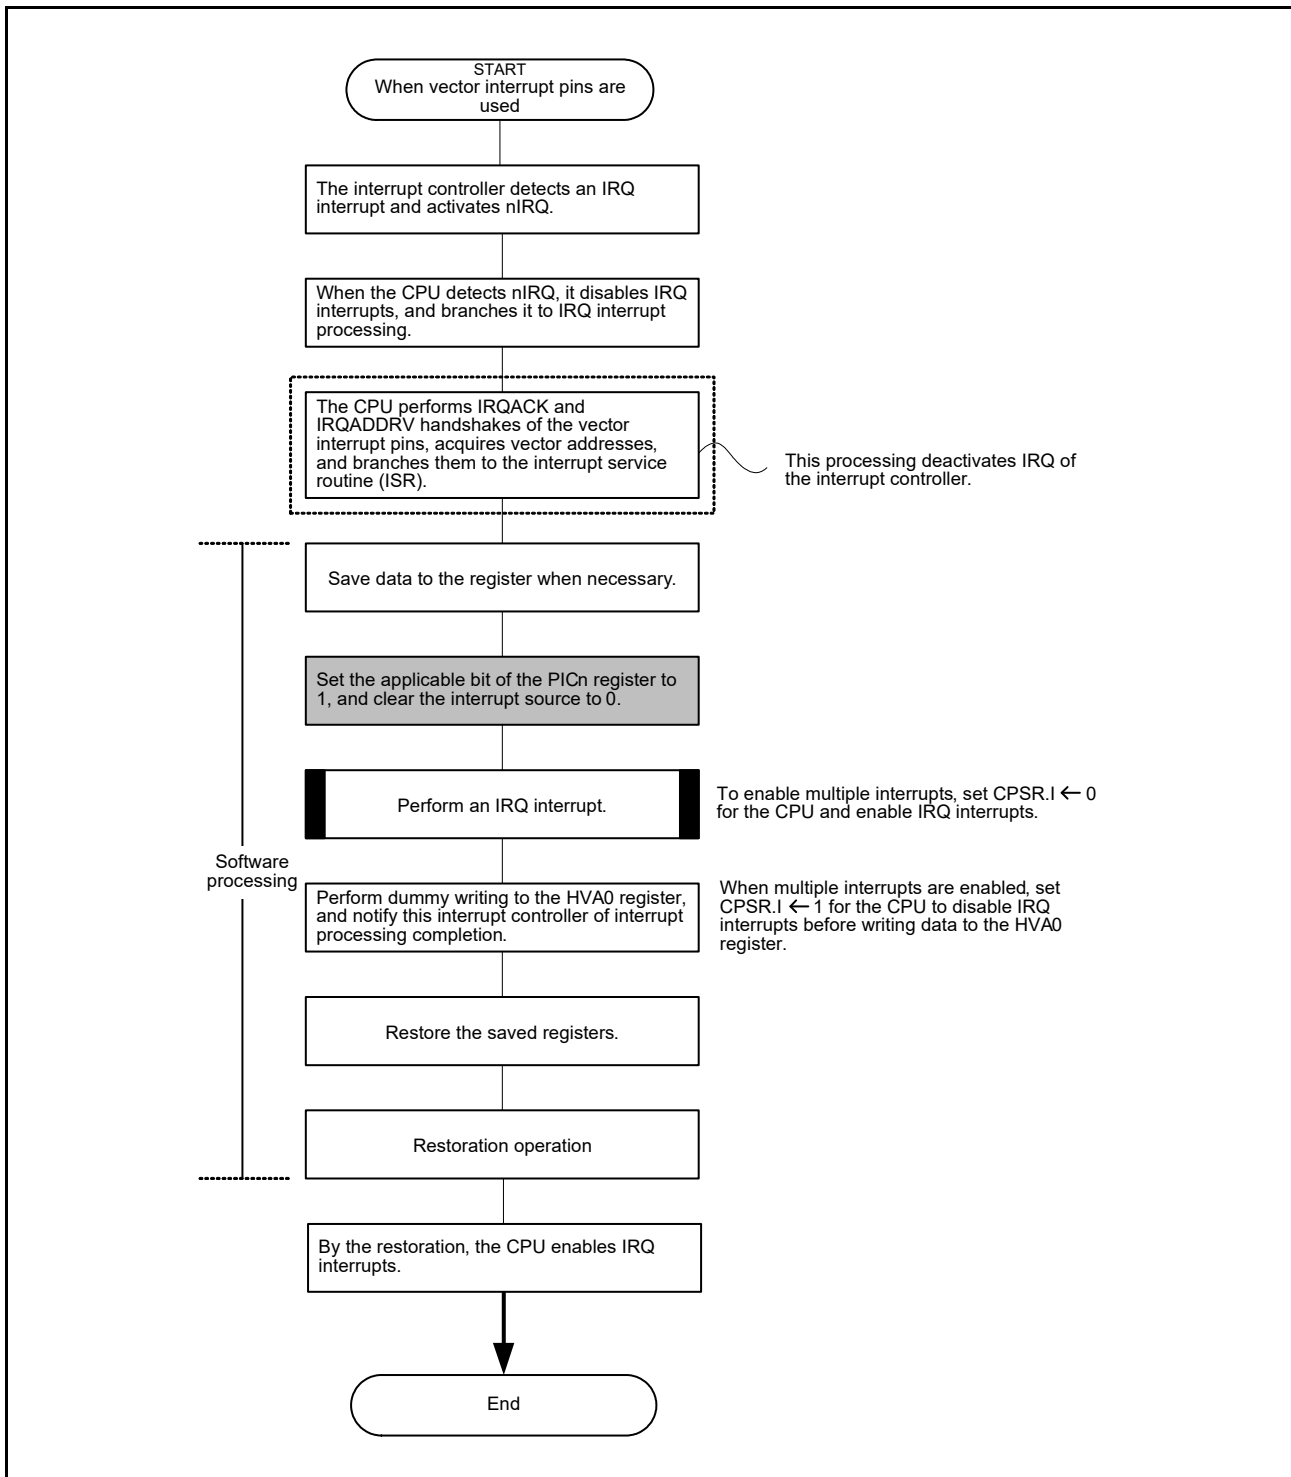 START
When vector interrupt pins are
used
The interrupt controller detects an IRQ
interrupt and activates nIRQ.
When the CPU detects nIRQ, it disables IRQ
interrupts, and branches it to IRQ interrupt
processing.
The CPU performs IRQACK and
IRQADDRV handshakes of the vector
interrupt pins, acquires vector addresses,
and branches them to the interrupt service
routine (ISR).
This processing deactivates IRQ of
the interrupt controller.
Save data to the register when necessary.
Set the applicable bit of the PICn register to
1, and clear the interrupt source to 0.
Perform an IRQ interrupt.
To enable multiple interrupts, set CPSR.I ← 0
for the CPU and enable IRQ interrupts.
Software
processing
Perform dummy writing to the HVA0 register,
and notify this interrupt controller of interrupt
processing completion.
When multiple interrupts are enabled, set
CPSR.I ← 1 for the CPU to disable IRQ
interrupts before writing data to the HVA0
register.
Restore the saved registers.
Restoration operation
By the restoration, the CPU enables IRQ
interrupts.
End